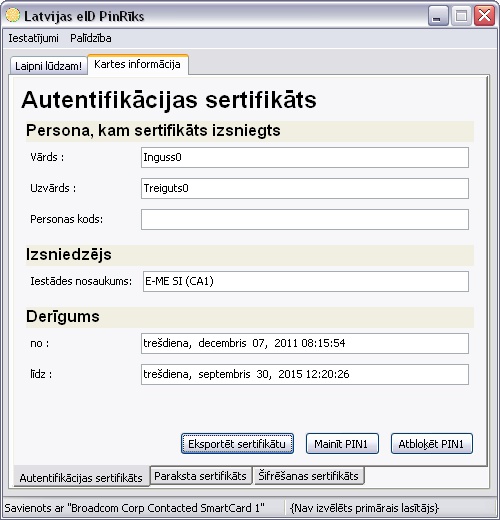 Latvijas eID PinRīks
Iestatījumi Palīdzība
Laipni lūdzam! Kartes informācija
Autentifikācijas sertifikāts
Persona, kam sertifikāts izsniegts
Vārds : Inguss0
Uzvārds : Treiguts0
Personas kods:
Izsniedzējs
Iestādes nosaukums: E-ME SI (CA1)
Derīgums
no : trešdiena, decembris 07, 2011 08:15:54
līdz : trešdiena, septembris 30, 2015 12:20:26
Eksportēt sertifikātu Mainīt PIN1 Atbloķēt PIN1
Autentifikācijas sertifikāts Paraksta sertifikāts Šifrēšanas sertifikāts
Savienots ar "Broadcom Corp Contacted SmartCard 1" {Nav izvēlēts primārais lasītājs}